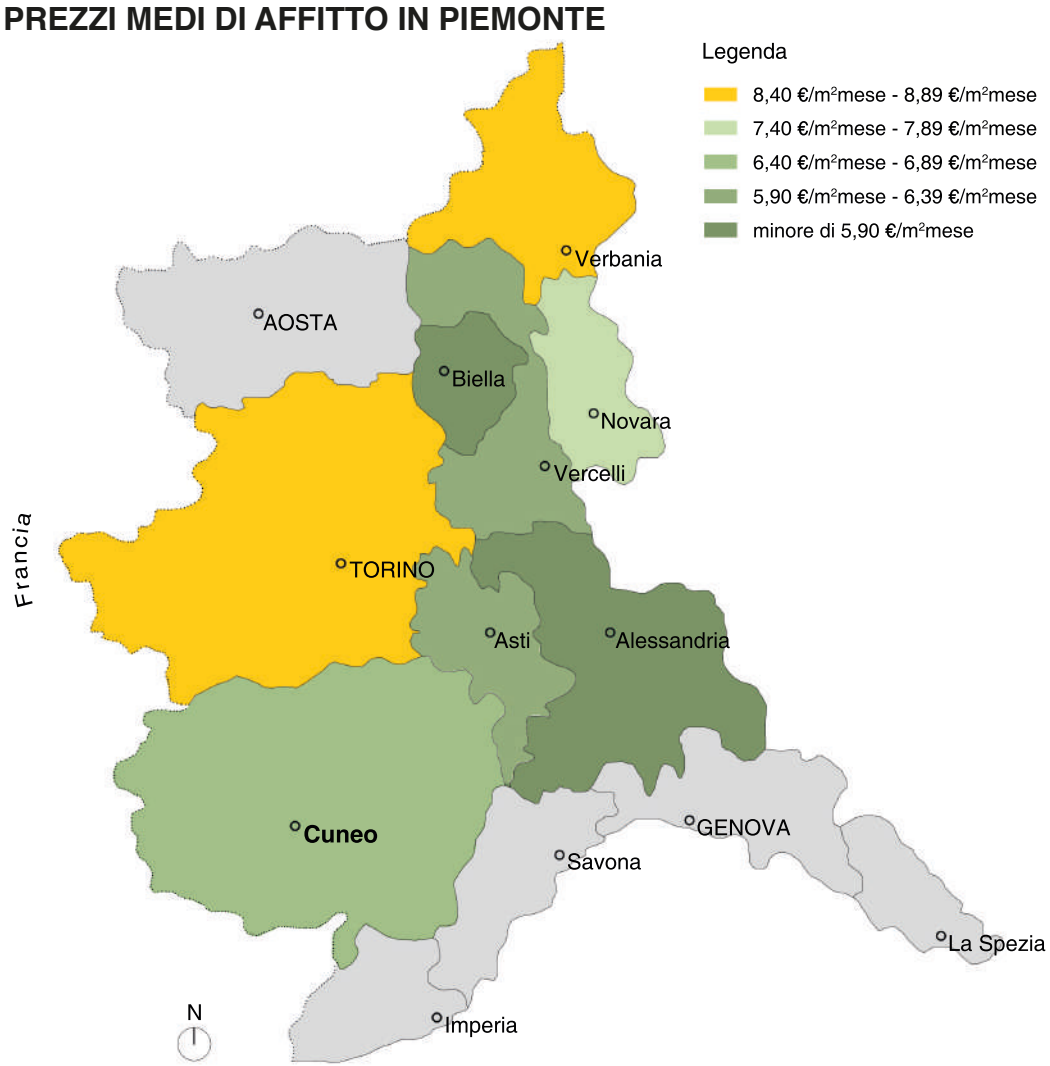 PREZZI MEDI DI AFFITTO IN PIEMONTE
Legenda
8,40 €/m²mese - 8,89 €/m²mese
7,40 €/m²mese - 7,89 €/m²mese
6,40 €/m²mese - 6,89 €/m²mese
5,90 €/m²mese - 6,39 €/m²mese
minore di 5,90 €/m²mese
Verbania
AOSTA
Biella
Novara
Vercelli
Francia
TORINO
Asti
Alessandria
Cuneo
GENOVA
Savona
La Spezia
N
Imperia